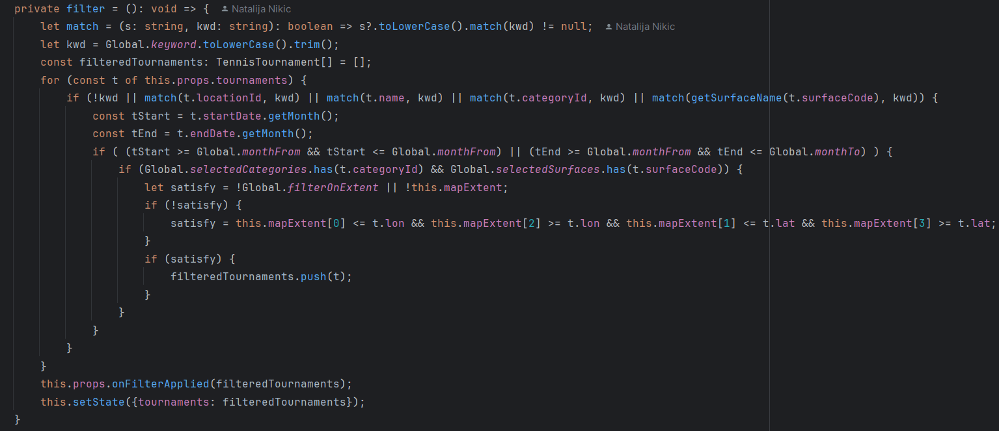 private filter = (): void => {   Natalija Nikic
    let match = (s: string, kwd: string): boolean => s?.toLowerCase().match(kwd) != null;   Natalija Nikic
    let kwd = Global.keyword.toLowerCase().trim();
    const filteredTournaments: TennisTournament[] = [];
    for (const t of this.props.tournaments) {
        if (!kwd || match(t.locationId, kwd) || match(t.name, kwd) || match(t.categoryId, kwd) || match(getSurfaceName(t.surfaceCode), kwd)) {
            const tStart = t.startDate.getMonth();
            const tEnd = t.endDate.getMonth();
            if ( (tStart >= Global.monthFrom && tStart <= Global.monthFrom) || (tEnd >= Global.monthFrom && tEnd <= Global.monthTo) ) {
                if (Global.selectedCategories.has(t.categoryId) && Global.selectedSurfaces.has(t.surfaceCode)) {
                    let satisfy = !Global.filterOnExtent || !this.mapExtent;
                    if (!satisfy) {
                        satisfy = this.mapExtent[0] <= t.lon && this.mapExtent[2] >= t.lon && this.mapExtent[1] <= t.lat && this.mapExtent[3] >= t.lat;
                    }
                    if (satisfy) {
                        filteredTournaments.push(t);
                    }
                }
            }
        }
    }
    this.props.onFilterApplied(filteredTournaments);
    this.setState({tournaments: filteredTournaments});
}